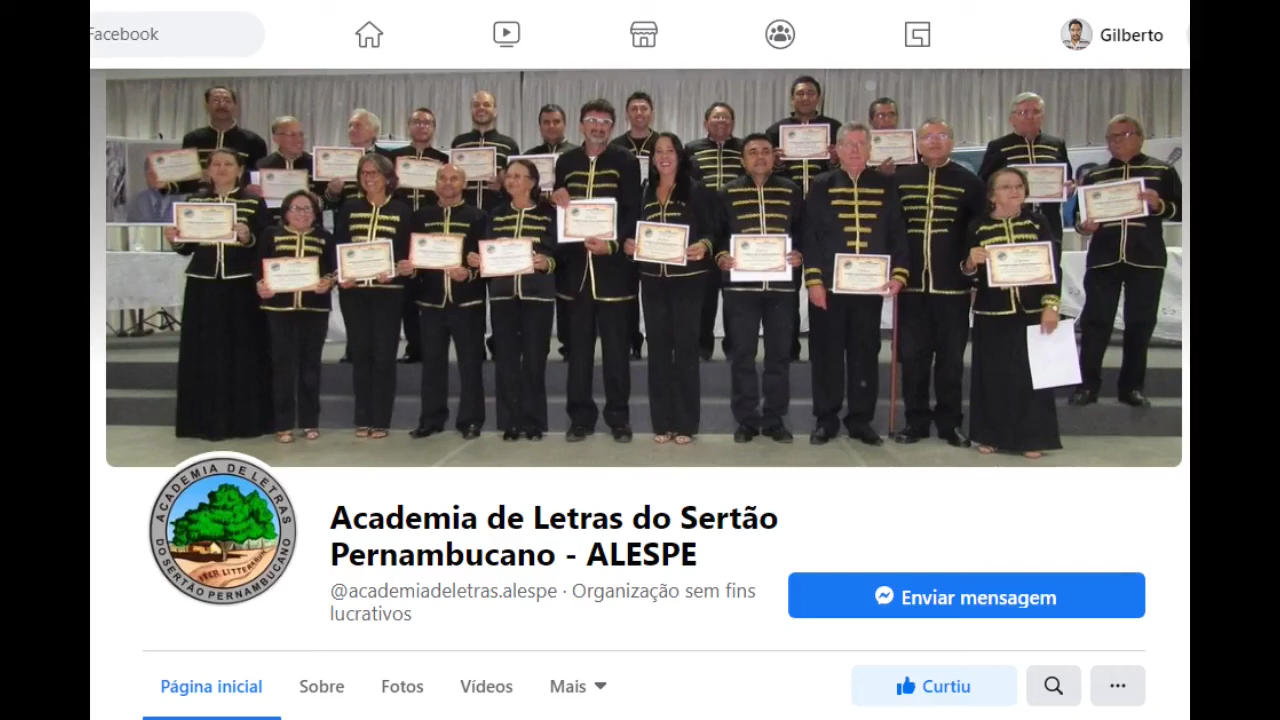 Facebook
Gilberto
ACADEMIA DE LETRAS
DO SERTÃO PERNAMBUCANO
Academia de Letras do Sertão
Pernambucano - ALESPE
@academiadeletras.alespe · Organização sem fins
lucrativos
Enviar mensagem
Página inicial Sobre Fotos Vídeos Mais
Curtiu